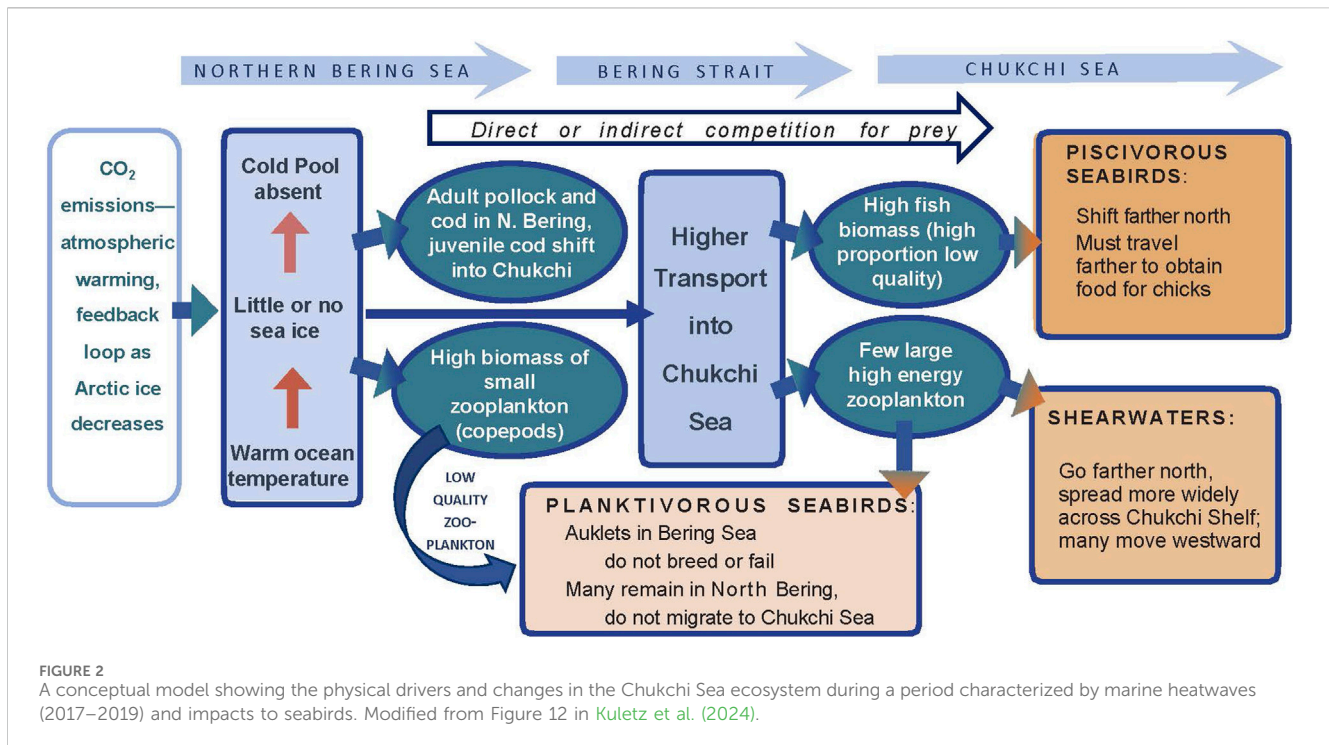 NORTHERN BERING SEA
BERING STRAIT
CHUKCHI SEA
Direct or indirect competition for prey
CO₂
emissions—
atmospheric
warming,
feedback
loop as
Arctic ice
decreases
Cold Pool
absent
Little or no
sea ice
Warm ocean
temperature
Adult pollock and
cod in N. Bering,
juvenile cod shift
into Chukchi
High biomass of
small
zooplankton
(copepods)
LOW
QUALITY
ZOO-
PLANKTON
Higher
Transport
into
Chukchi
Sea
High fish
biomass (high
proportion low
quality)
Few large
high energy
zooplankton
PISCIVOROUS
SEABIRDS:
Shift farther north
Must travel
farther to obtain
food for chicks
SHEARWATERS:
Go farther north,
spread more widely
across Chukchi Shelf;
many move westward
PLANKTIVOROUS SEABIRDS:
Auklets in Bering Sea
do not breed or fail
Many remain in North Bering,
do not migrate to Chukchi Sea
FIGURE 2
A conceptual model showing the physical drivers and changes in the Chukchi Sea ecosystem during a period characterized by marine heatwaves
(2017–2019) and impacts to seabirds. Modified from Figure 12 in Kuletz et al. (2024).